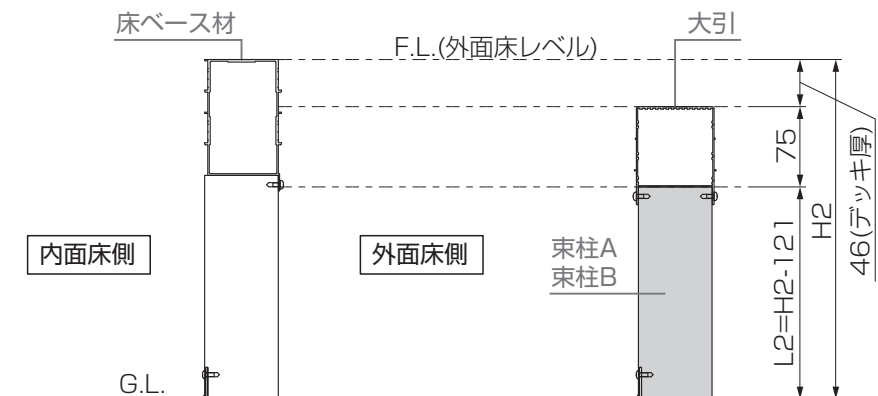 床ベース材
大引
F.L.(外面床レベル)
75
H2
46(デッキ厚)
内面床側
外面床側
束柱A
束柱B
L2=H2-121
G.L.